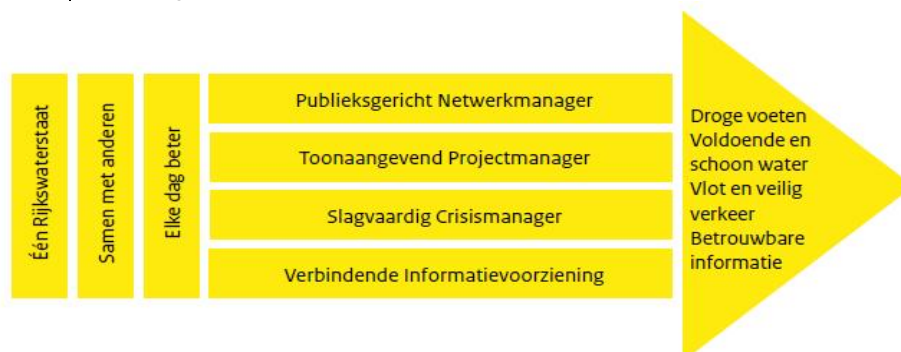 Één Rijkswaterstaat
Samen met anderen
Elke dag beter
Publieksgericht Netwerkmanager
Toonaangevend Projectmanager
Slagvaardig Crisismanager
Verbindende Informatievoorziening
Droge voeten
Voldoende en
schoon water
Vlot en veilig
verkeer
Betrouwbare
informatie